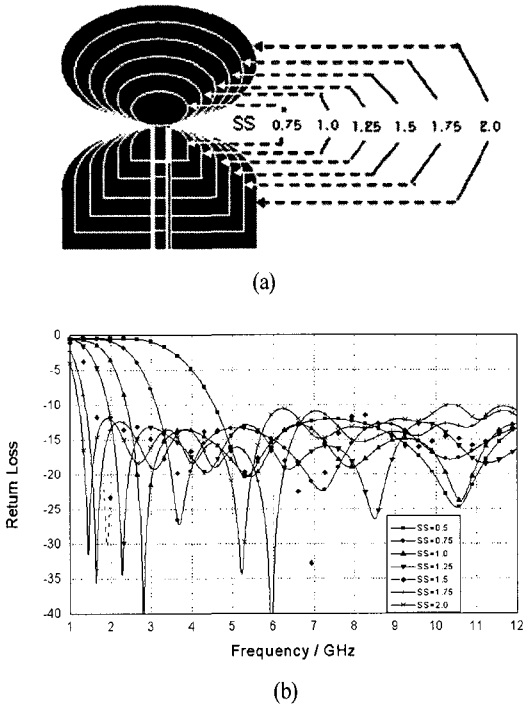 SS 0.75 1.0 1.25 1.5 1.75 2.0
(a)
0
-5
-10
-15
-20
-25
-30
-35
-40
Return Loss
SS=0.5
SS=0.75
SS=1.0
SS=1.25
SS=1.5
SS=1.75
SS=2.0
1 2 3 4 5 6 7 8 9 10 11 12
Frequency / GHz
(b)